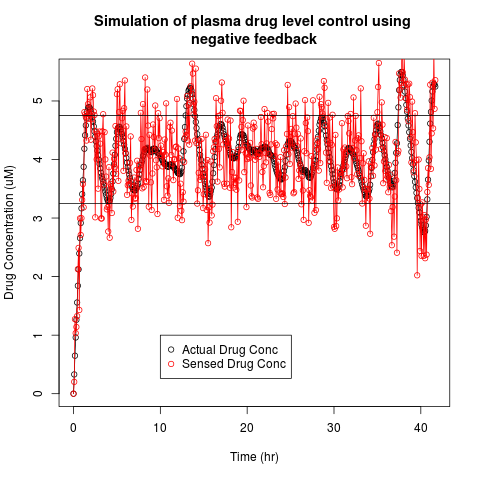 Simulation of plasma drug level control using
negative feedback
Drug Concentration (uM)
5
4
3
2
1
0
Actual Drug Conc
Sensed Drug Conc
0 10 20 30 40
Time (hr)